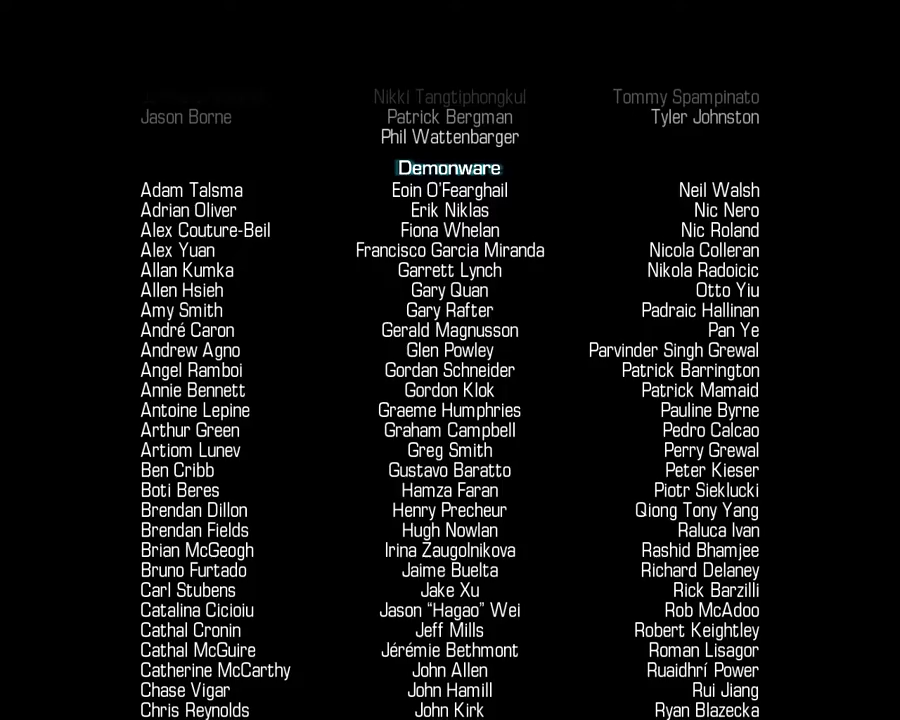 Nikki Tangtiphongkul Tommy Spampinato
Jason Borne Patrick Bergman Tyler Johnston
Phil Wattenbarger
Demonware
Adam Talsma Eoin O'Fearghail Neil Walsh
Adrian Oliver Erik Niklas Nic Nero
Alex Couture-Beil Fiona Whelan Nic Roland
Alex Yuan Francisco Garcia Miranda Nicola Colleran
Allan Kumka Garrett Lynch Nikola Radoicic
Allen Hsieh Gary Quan Otto Yiu
Amy Smith Gary Rafter Padraic Hallinan
André Caron Gerald Magnusson Pan Ye
Andrew Agno Glen Powley Parvinder Singh Grewal
Angel Ramboi Gordan Schneider Patrick Barrington
Annie Bennett Gordon Klok Patrick Mamaid
Antoine Lepine Graeme Humphries Pauline Byrne
Arthur Green Graham Campbell Pedro Calcao
Artiom Lunev Greg Smith Perry Grewal
Ben Cribb Gustavo Baratto Peter Kieser
Boti Beres Hamza Faran Piotr Sieklucki
Brendan Dillon Henry Precheur Qiong Tony Yang
Brendan Fields Hugh Nowlan Raluca Ivan
Brian McGeogh Irina Zaugolnikova Rashid Bhamjee
Bruno Furtado Jaime Buelta Richard Delaney
Carl Stubens Jake Xu Rick Barzilli
Catalina Cicioiu Jason “Hagao” Wei Rob McAdoo
Cathal Cronin Jeff Mills Robert Keightley
Cathal McGuire Jérémie Bethmont Roman Lisagor
Catherine McCarthy John Allen Ruaidhrí Power
Chase Vigar John Hamill Rui Jiang
Chris Reynolds John Kirk Ryan Blazecka